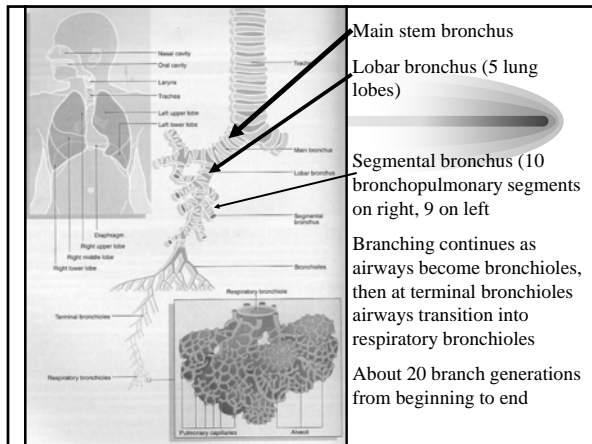 Main stem bronchus
Lobar bronchus (5 lung
lobes)
Segmental bronchus (10
bronchopulmonary segments
on right, 9 on left
Branching continues as
airways become bronchioles,
then at terminal bronchioles
airways transition into
respiratory bronchioles
About 20 branch generations
from beginning to end
Nasal cavity
Oral cavity
Larynx
Trachea
Left upper lobe
Left lower lobe
Diaphragm
Right upper lobe
Right middle lobe
Right lower lobe
Main bronchus
Lobar bronchus
Segmental
bronchus
Bronchioles
Terminal bronchioles
Respiratory bronchioles
Respiratory bronchiole
Pulmonary capillaries
Alveoli